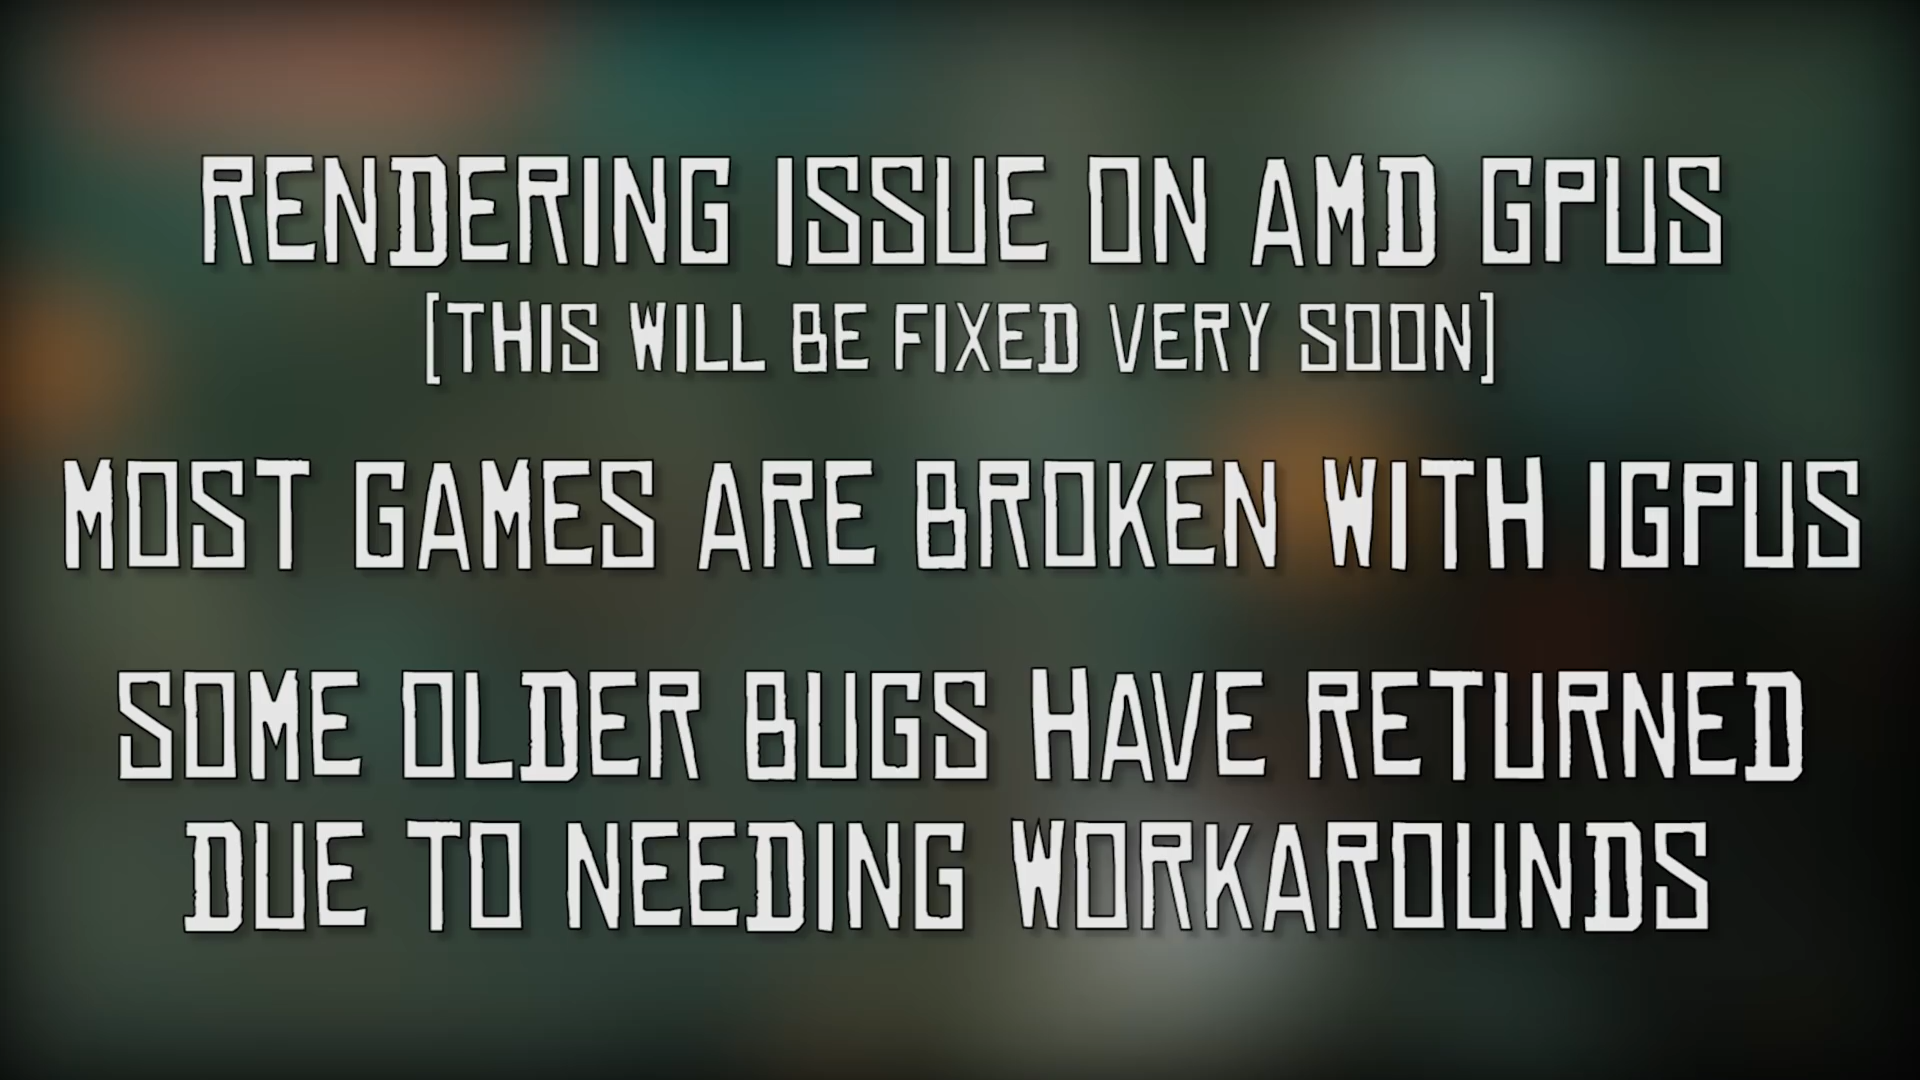 RENDERING ISSUE ON AMD GPUS
[THIS WILL BE FIXED VERY SOON]
MOST GAMES ARE BROKEN WITH IGPUS
SOME OLDER BUGS HAVE RETURNED
DUE TO NEEDING WORKAROUNDS